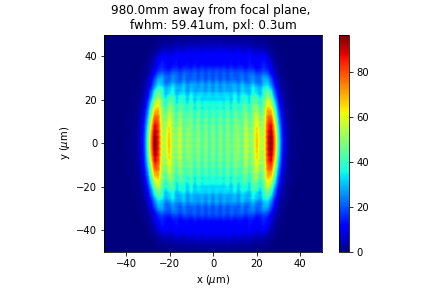 980.0mm away from focal plane,
fwhm: 59.41um, pxl: 0.3um
40
20
0
−20
−40
y (μm)
−40 −20 0 20 40
x (μm)
80
60
40
20
0